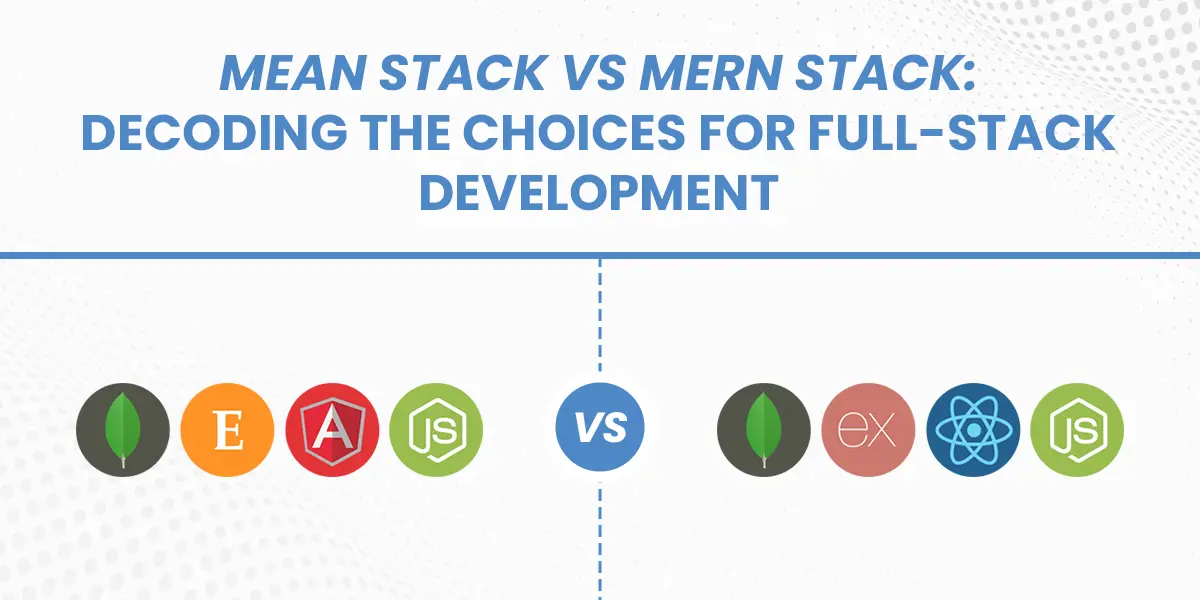 MEAN STACK VS MERN STACK:
DECODING THE CHOICES FOR FULL-STACK
DEVELOPMENT
E A JS VS ex JS